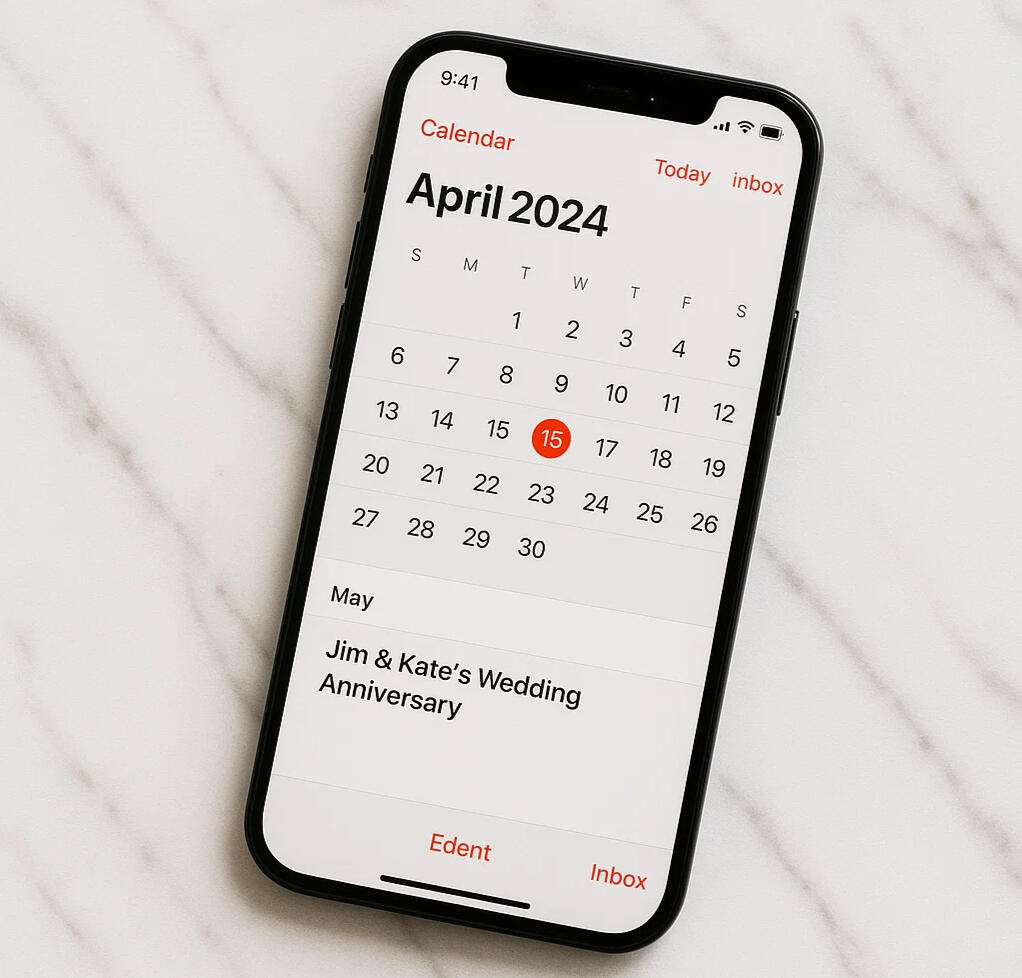 9:41
Calendar
Today inbox
April 2024
S M T W T F S
1 2 3 4 5
6 7 8 9 10 11 12
13 14 15 15 17 18 19
20 21 22 23 24 25 26
27 28 29 30
May
Jim & Kate’s Wedding
Anniversary
Edent
Inbox